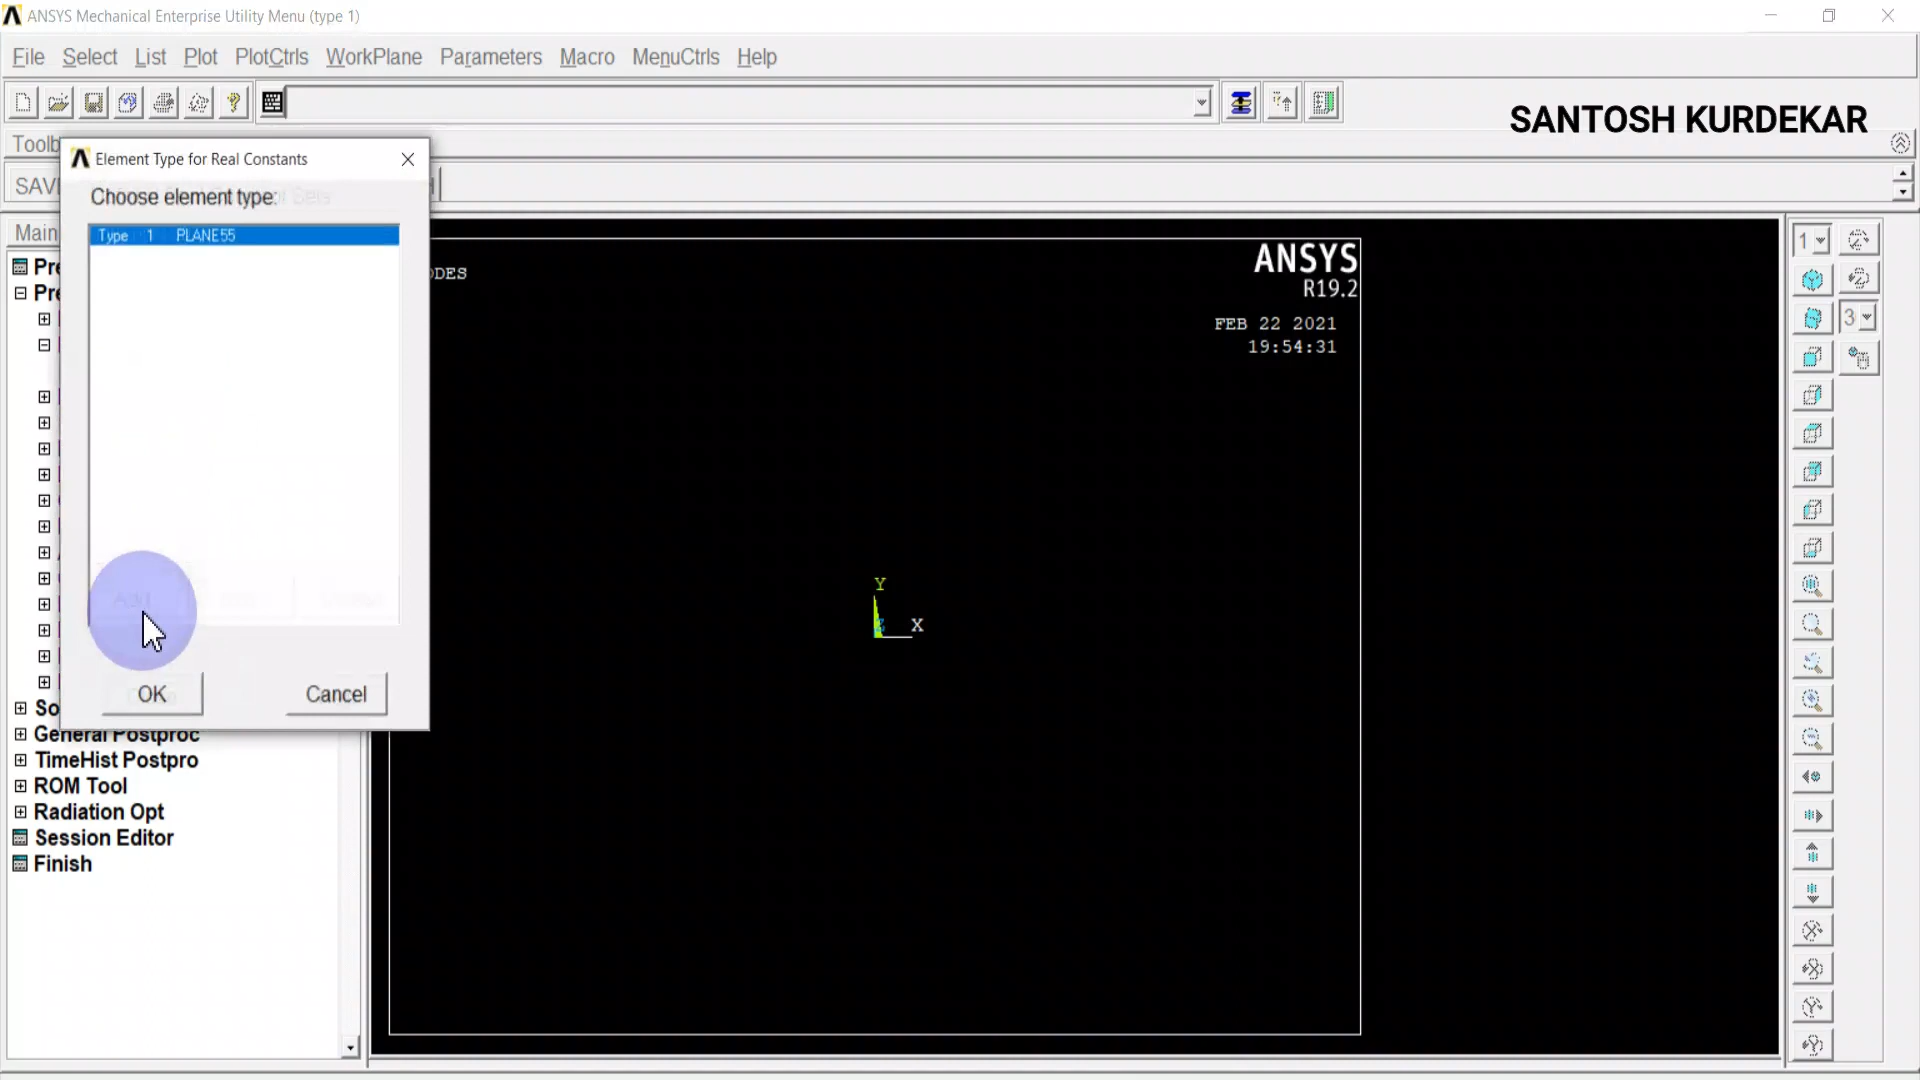 ANSYS Mechanical Enterprise Utility Menu (type 1)
File Select List Plot PlotCtrls WorkPlane Parameters Macro MenuCtrls Help
SANTOSH KURDEKAR
Toolb
Element Type for Real Constants
SAV
Choose element type:
Main
Type 1 PLANE55
Pre
Pre
ODES
ANSYS
R19.2
FEB 22 2021
19:54:31
1
3
Add
Y
X
OK
Cancel
So
General Postproc
TimeHist Postpro
ROM Tool
Radiation Opt
Session Editor
Finish